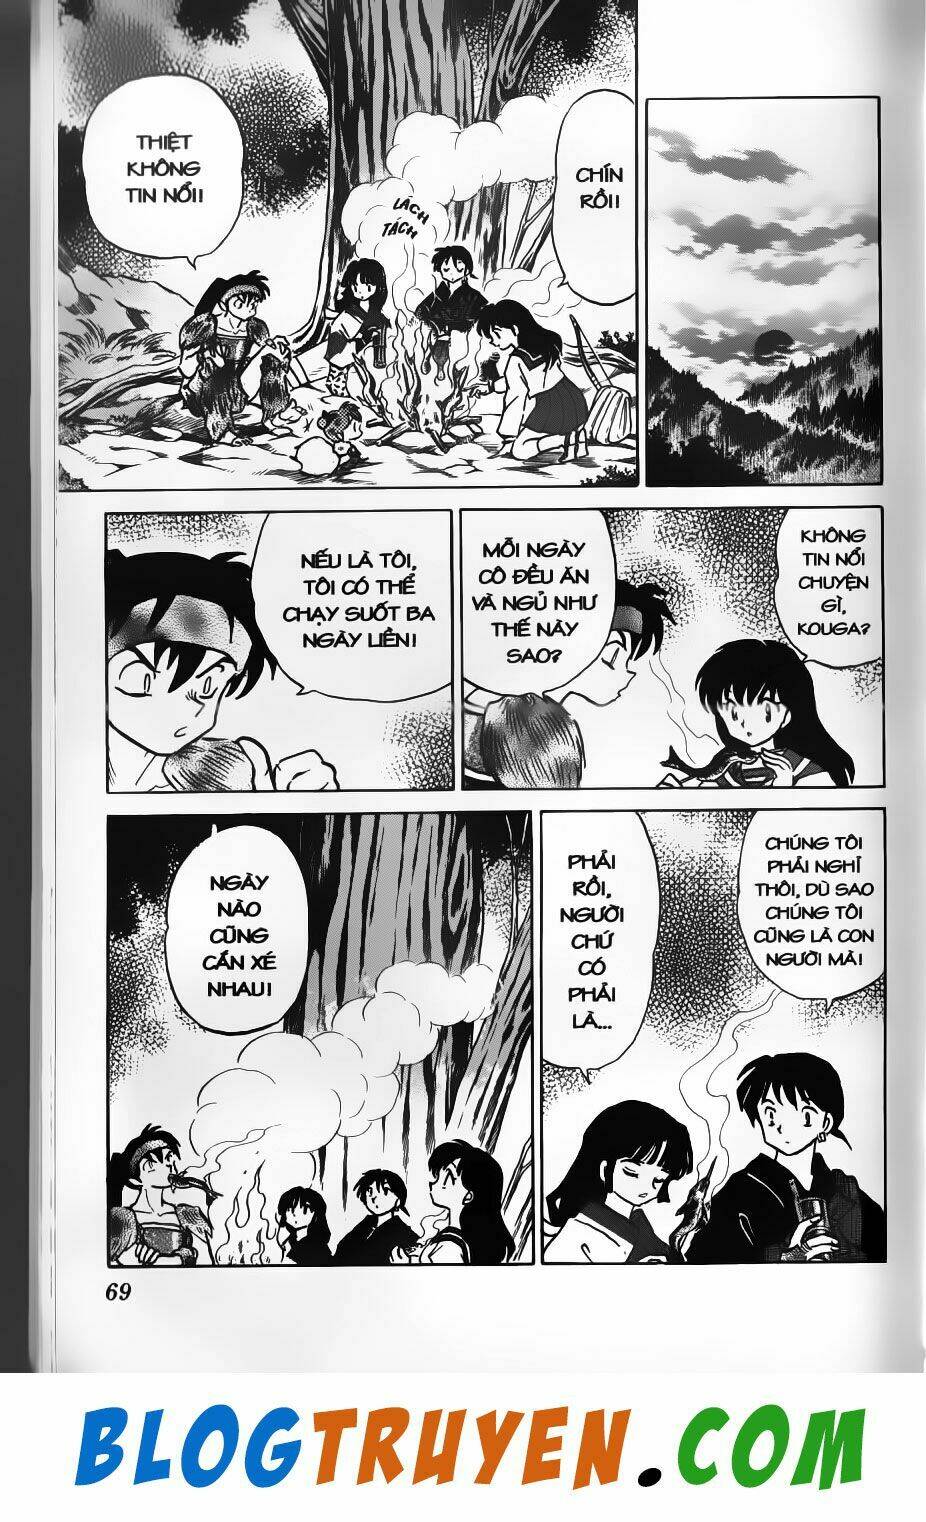 CHÍN
RỒI!
LÁCH
TÁCH
THIỆT
KHÔNG
TIN NỔI!
KHÔNG
TIN NỔI
CHUYỆN
GÌ,
KOUGA?
MỖI NGÀY
CÔ ĐỀU ĂN
VÀ NGỦ NHƯ
THẾ NÀY
SAO?
NẾU LÀ TÔI,
TÔI CÓ THỂ
CHẠY SUỐT BA
NGÀY LIỀN!
CHÚNG TÔI
PHẢI NGHỈ
THÔI, DÙ SAO
CHÚNG TÔI
CŨNG LÀ CON
NGƯỜI MÀ!
PHẢI
RỒI,
NGƯỜI
CHỨ
CÓ
PHẢI
LÀ...
NGÀY
NÀO
CŨNG
CẮN XÉ
NHAU!
69
BLOGTRUYEN.COM